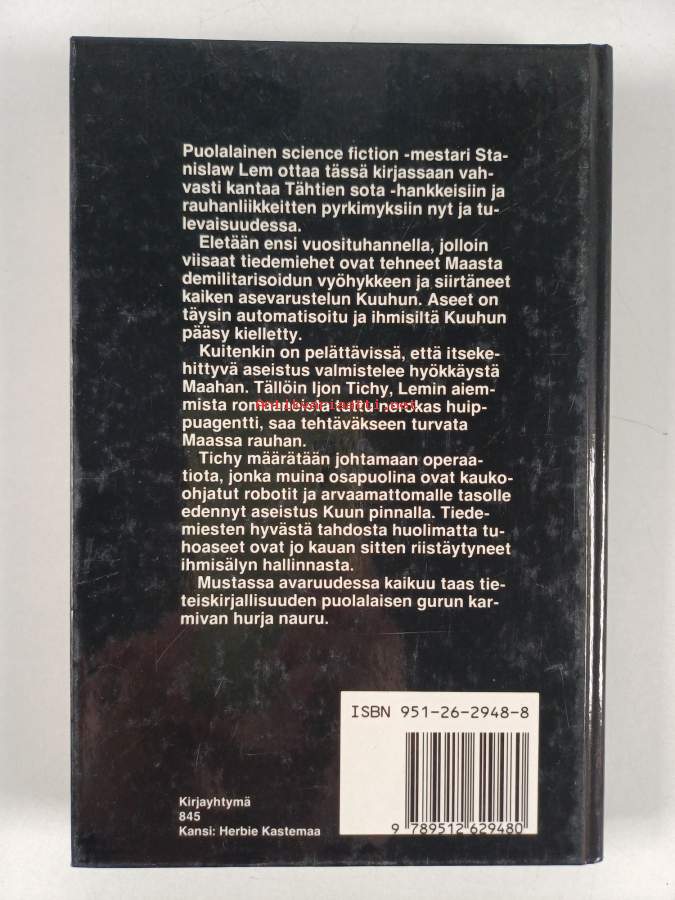 Puolalainen science fiction -mestari Sta-
nislaw Lem ottaa tässä kirjassaan vah-
vasti kantaa Tähtien sota -hankkeisiin ja
rauhanliikkeitten pyrkimyksiin nyt ja tu-
levaisuudessa.
Eletään ensi vuosituhannella, jolloin
viisaat tiedemiehet ovat tehneet Maasta
demilitarisoidun vyöhykkeen ja siirtäneet
kaiken asevarustelun Kuuhun. Aseet on
täysin automatisoitu ja ihmisiltä Kuuhun
pääsy kielletty.
Kuitenkin on pelättävissä, että itseke-
hittyvä aseistus valmistelee hyökkäystä
Maahan. Tällöin Ijon Tichy, Lemin aiem-
mista romaaneista tuttu nerokas huip-
puagentti, saa tehtäväkseen turvata
Maassa rauhan.
Tichy määrätään johtamaan operaa-
tiota, jonka muina osapuolina ovat kauko-
ohjatut robotit ja arvaamattomalle tasolle
edennyt aseistus Kuun pinnalla. Tiede-
miesten hyvästä tahdosta huolimatta tu-
hoaseet ovat jo kauan sitten riistäytyneet
ihmisälyn hallinnasta.
Mustassa avaruudessa kaikuu taas tie-
teiskirjallisuuden puolalaisen gurun kar-
mivan hurja nauru.
ISBN 951-26-2948-8
9 789512 629480
Kirjayhtymä
845
Kansi: Herbie Kastemaa